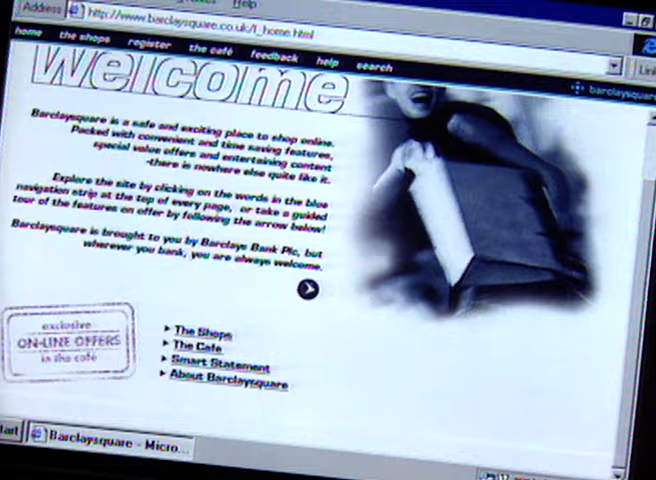 Help
Address http://www.barclaysquare.co.uk/f_home.html
home the shops register the café feedback help search
barclaysquare
welcome
Barclaysquare is a safe and exciting place to shop online.
Packed with convenient and time saving features,
special value offers and entertaining content
-there is nowhere else quite like it.
Explore the site by clicking on the words in the blue
navigation strip at the top of every page, or take a guided
tour of the features on offer by following the arrow below!
Barclaysquare is brought to you by Barclays Bank Plc, but
wherever you bank, you are always welcome.
exclusive
ON-LINE OFFERS
in the café
The Shops
The Cafe
Smart Statement
About Barclaysquare
Barclaysquare - Micro...